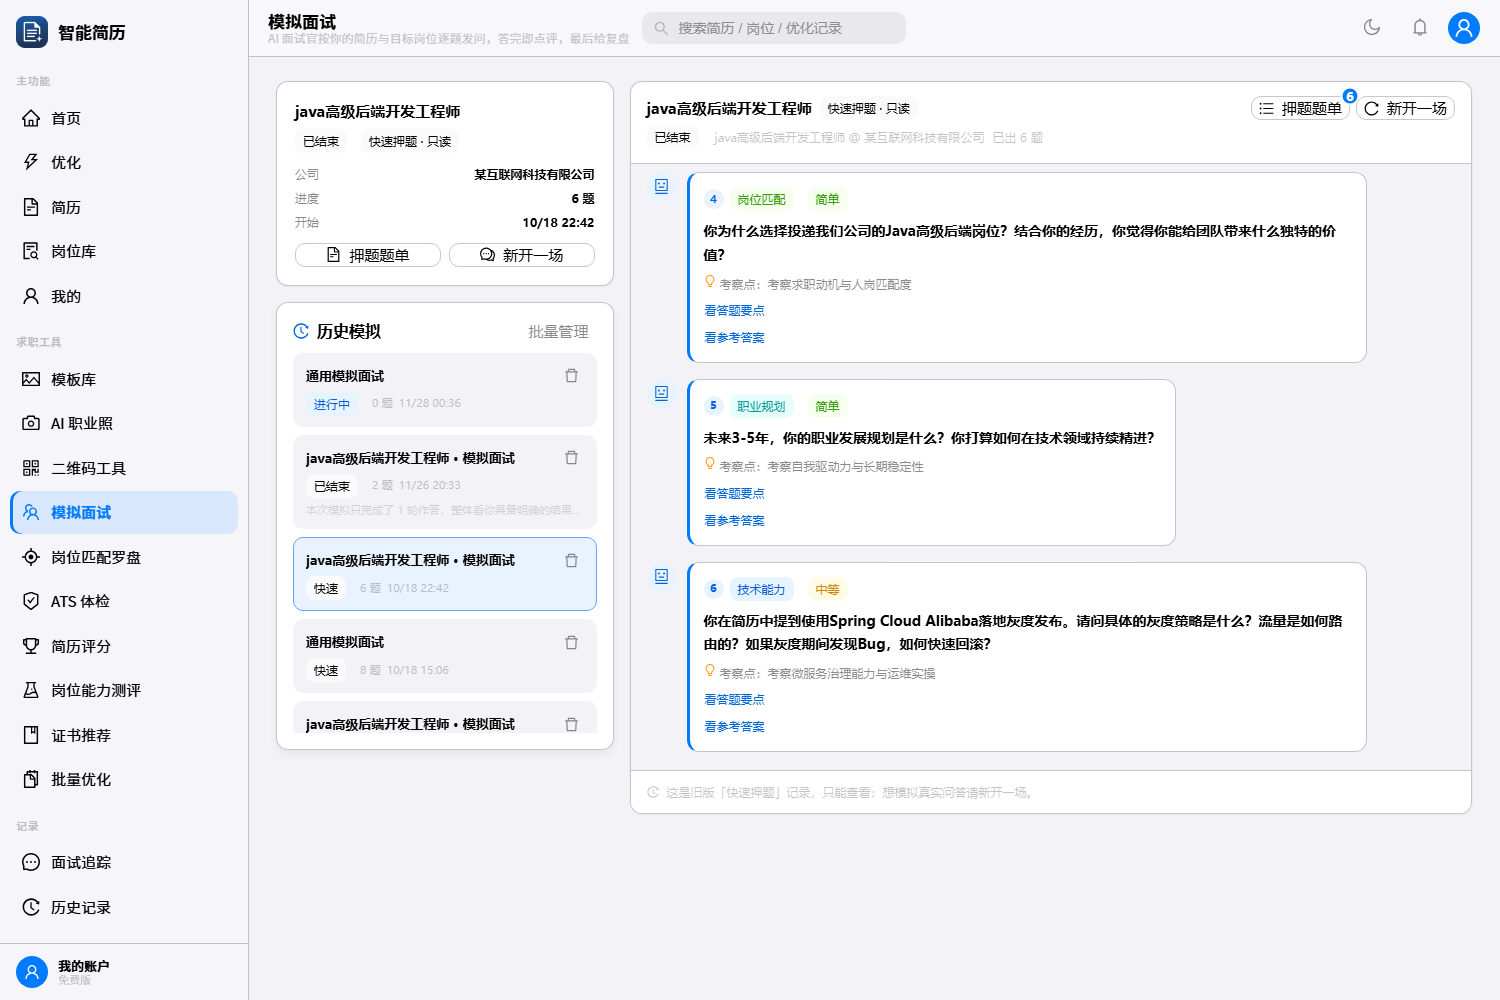 智能简历
主功能
首页
优化
简历
岗位库
我的
求职工具
模板库
AI 职业照
二维码工具
模拟面试
岗位匹配罗盘
ATS 体检
简历评分
岗位能力测评
证书推荐
批量优化
记录
面试追踪
历史记录
我的账户
免费版
模拟面试
AI 面试官按你的简历与目标岗位逐题发问，答完即点评，最后给复盘
搜索简历 / 岗位 / 优化记录
java高级后端开发工程师
已结束 快速押题 · 只读
公司 某互联网科技有限公司
进度 6 题
开始 10/18 22:42
押题题单 新开一场
历史模拟 批量管理
通用模拟面试
进行中 0 题 11/28 00:36
java高级后端开发工程师 • 模拟面试
已结束 2 题 11/26 20:33
本次模拟只完成了 1 轮作答，整体看你具备明确的结果...
java高级后端开发工程师 • 模拟面试
快速 6 题 10/18 22:42
通用模拟面试
快速 8 题 10/18 15:06
java高级后端开发工程师 • 模拟面试
java高级后端开发工程师 快速押题 · 只读
押题题单 6 新开一场
已结束 java高级后端开发工程师 @ 某互联网科技有限公司 已出 6 题
4 岗位匹配 简单
你为什么选择投递我们公司的Java高级后端岗位？结合你的经历，你觉得你能给团队带来什么独特的价
值？
考察点：考察求职动机与人岗匹配度
看答题要点
看参考答案
5 职业规划 简单
未来3-5年，你的职业发展规划是什么？你打算如何在技术领域持续精进？
考察点：考察自我驱动力与长期稳定性
看答题要点
看参考答案
6 技术能力 中等
你在简历中提到使用Spring Cloud Alibaba落地灰度发布。请问具体的灰度策略是什么？流量是如何路
由的？如果灰度期间发现Bug，如何快速回滚？
考察点：考察微服务治理能力与运维实操
看答题要点
看参考答案
这是旧版「快速押题」记录，只能查看；想模拟真实问答请新开一场。